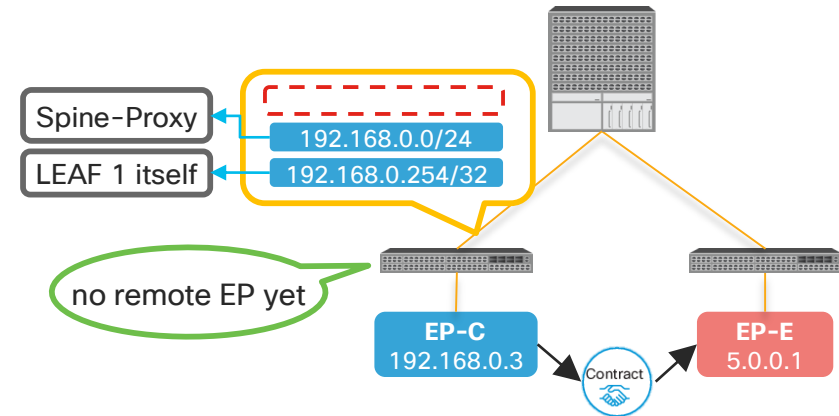 Spine-Proxy
192.168.0.0/24
LEAF 1 itself
192.168.0.254/32
no remote EP yet
EP-C
192.168.0.3
Contract
EP-E
5.0.0.1